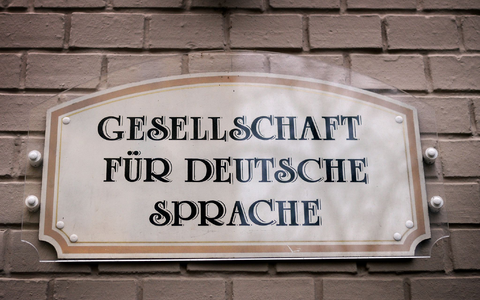 GESELLSCHAFT
FÜR DEUTSCHE
SPRACHE